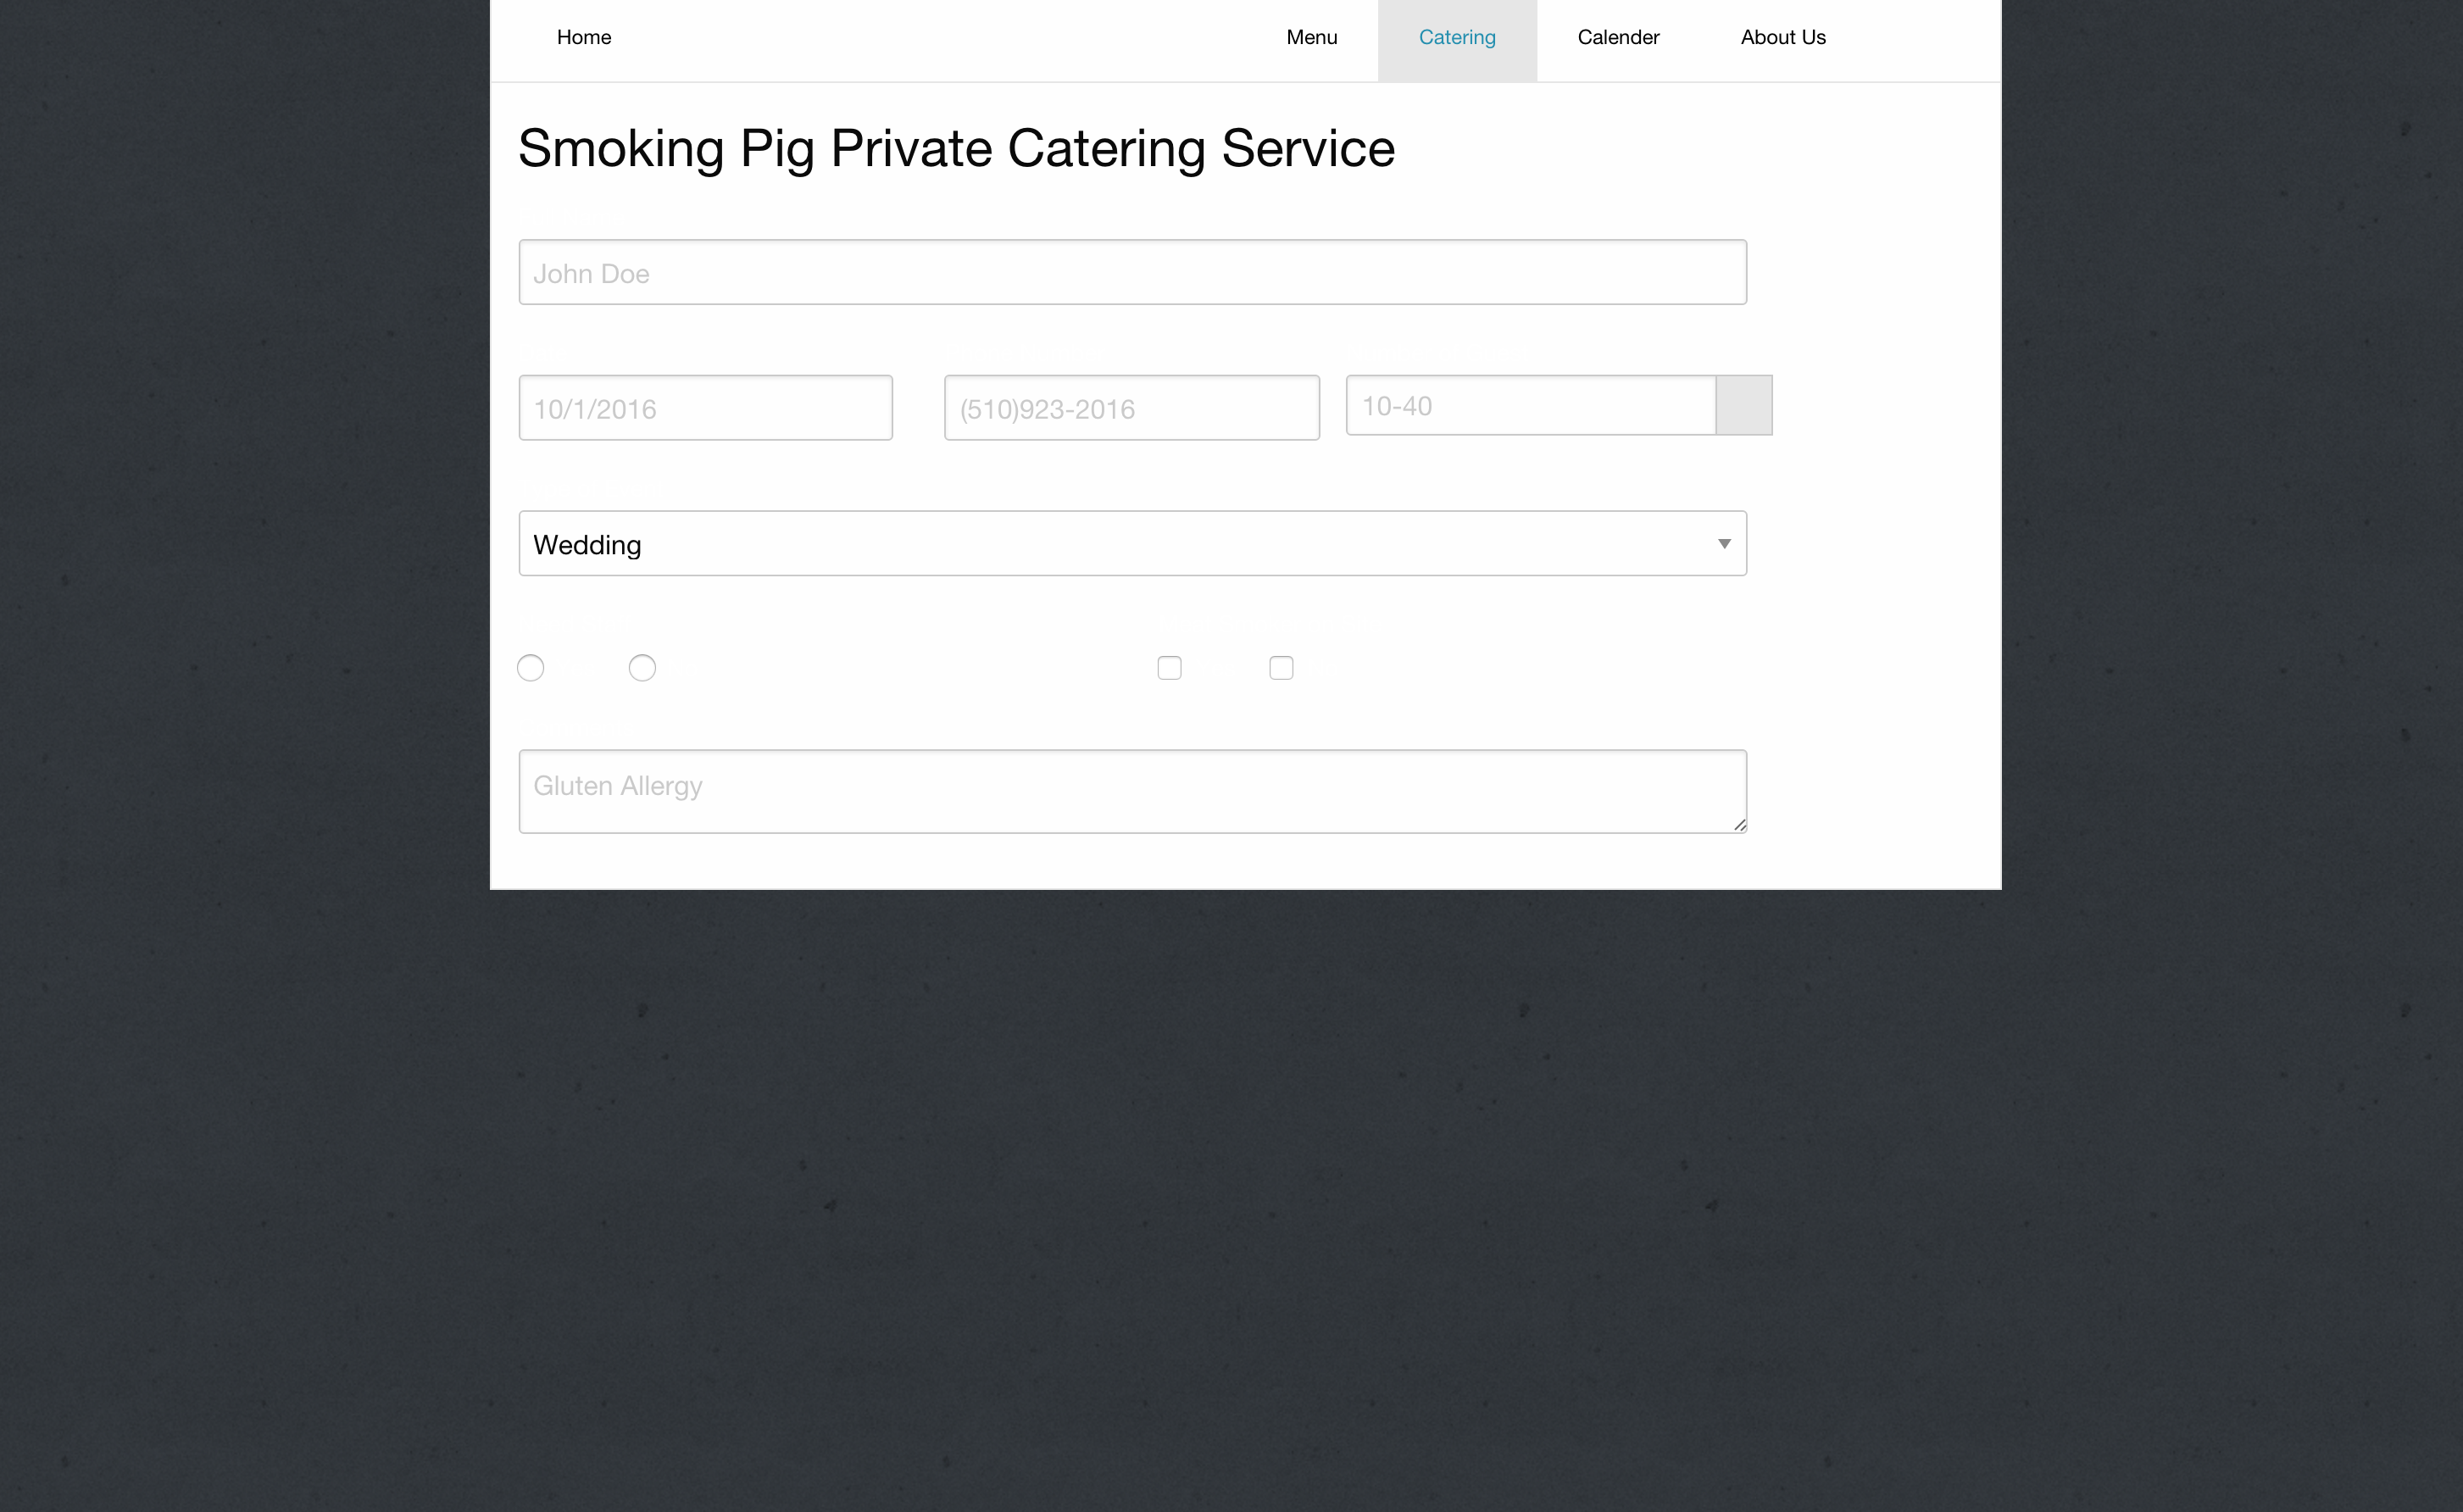 Home Menu Catering Calender About Us
Smoking Pig Private Catering Service
John Doe
10/1/2016 (510)923-2016 10-40
Wedding
Gluten Allergy